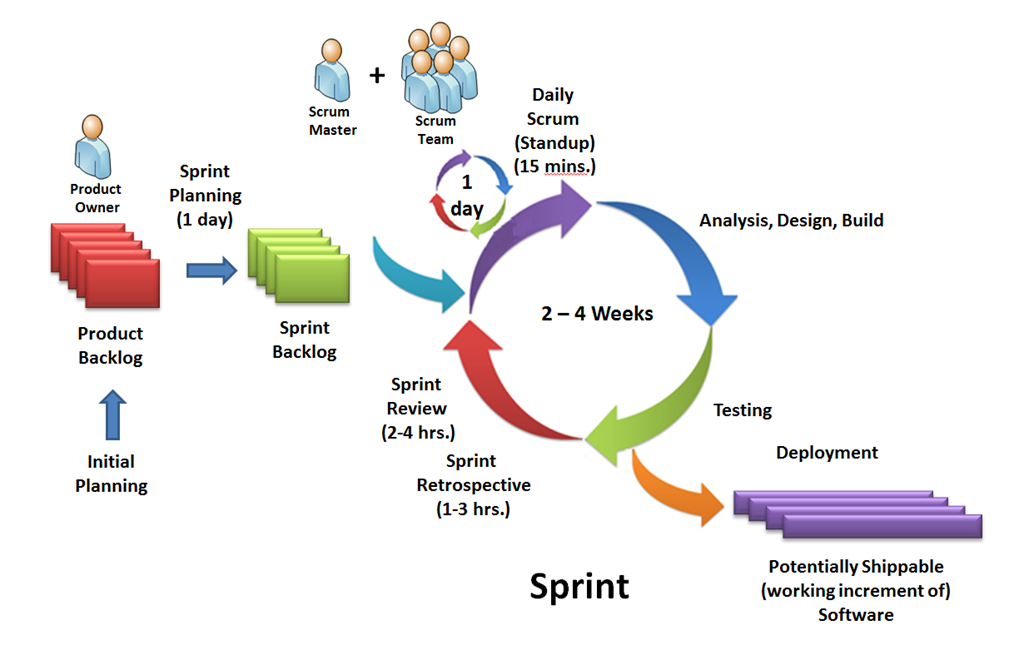 Scrum
Master
+
Scrum
Team
Product
Owner
Sprint
Planning
(1 day)
Daily
Scrum
(Standup)
(15 mins.)
1
day
Analysis, Design, Build
2 – 4 Weeks
Product
Backlog
Sprint
Backlog
Initial
Planning
Sprint
Review
(2-4 hrs.)
Sprint
Retrospective
(1-3 hrs.)
Testing
Deployment
Potentially Shippable
(working increment of)
Software
Sprint